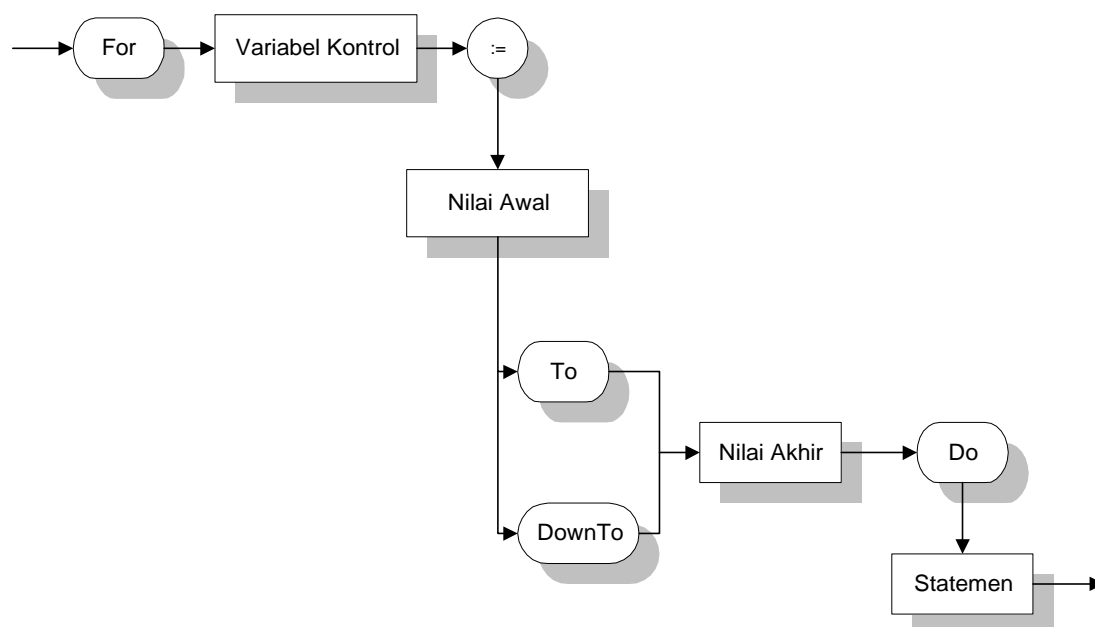 For
Variabel Kontrol
:=
Nilai Awal
To
DownTo
Nilai Akhir
Do
Statemen